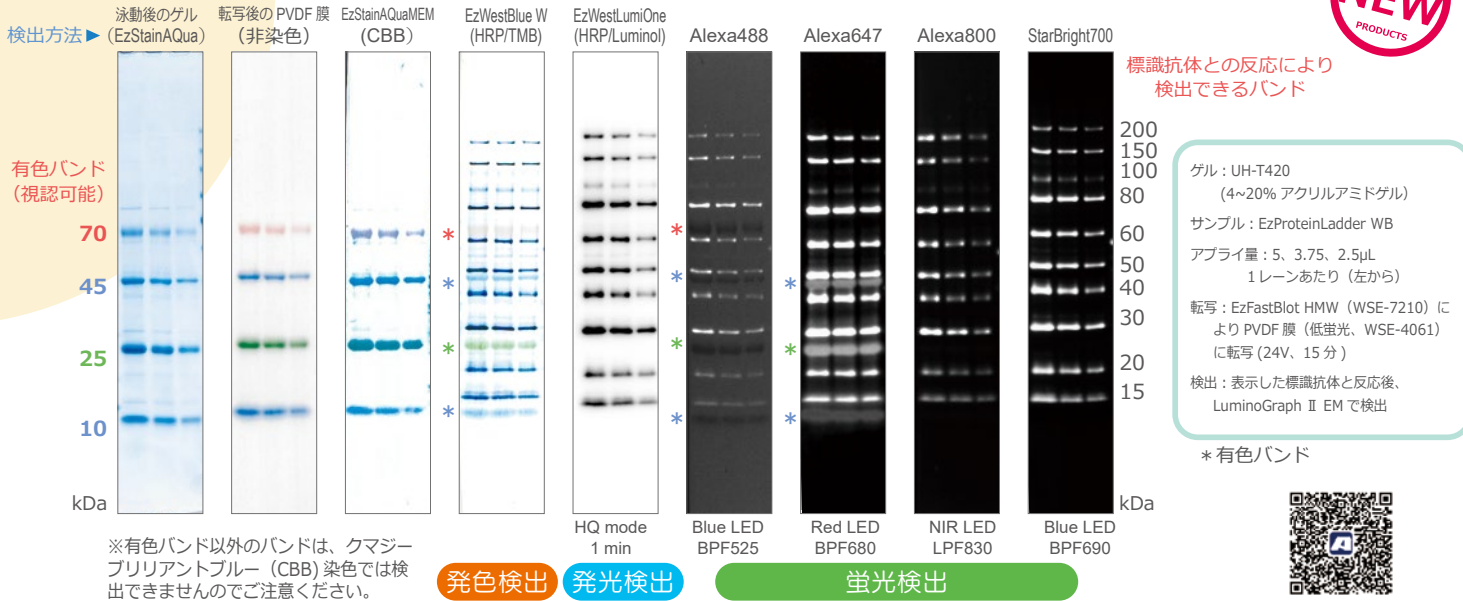 泳動後のゲル
(EzStainAQua)
転写後の PVDF 膜
(非染色)
EzStainAQuaMEM
(CBB)
EzWestBlue W
(HRP/TMB)
EzWestLumiOne
(HRP/Luminol)
Alexa488
Alexa647
Alexa800
StarBright700
NEW
PRODUCTS
検出方法▶
標識抗体との反応により
検出できるバンド
有色バンド
(視認可能)
70
45
25
10
kDa
*
*
*
*
*
*
*
*
*
*
*
200
150
100
80
60
50
40
30
20
15
kDa
ゲル：UH-T420
(4~20% アクリルアミドゲル)
サンプル：EzProteinLadder WB
アプライ量：5、3.75、2.5µL
1レーンあたり（左から）
転写：EzFastBlot HMW（WSE-7210）に
より PVDF 膜（低蛍光、WSE-4061）
に転写 (24V、15 分 )
検出：表示した標識抗体と反応後、
LuminoGraph Ⅱ EM で検出
＊有色バンド
HQ mode
1 min
Blue LED
BPF525
Red LED
BPF680
NIR LED
LPF830
Blue LED
BPF690
※有色バンド以外のバンドは、クマジー
ブリリアントブルー（CBB) 染色では検
出できませんのでご注意ください。
発色検出
発光検出
蛍光検出